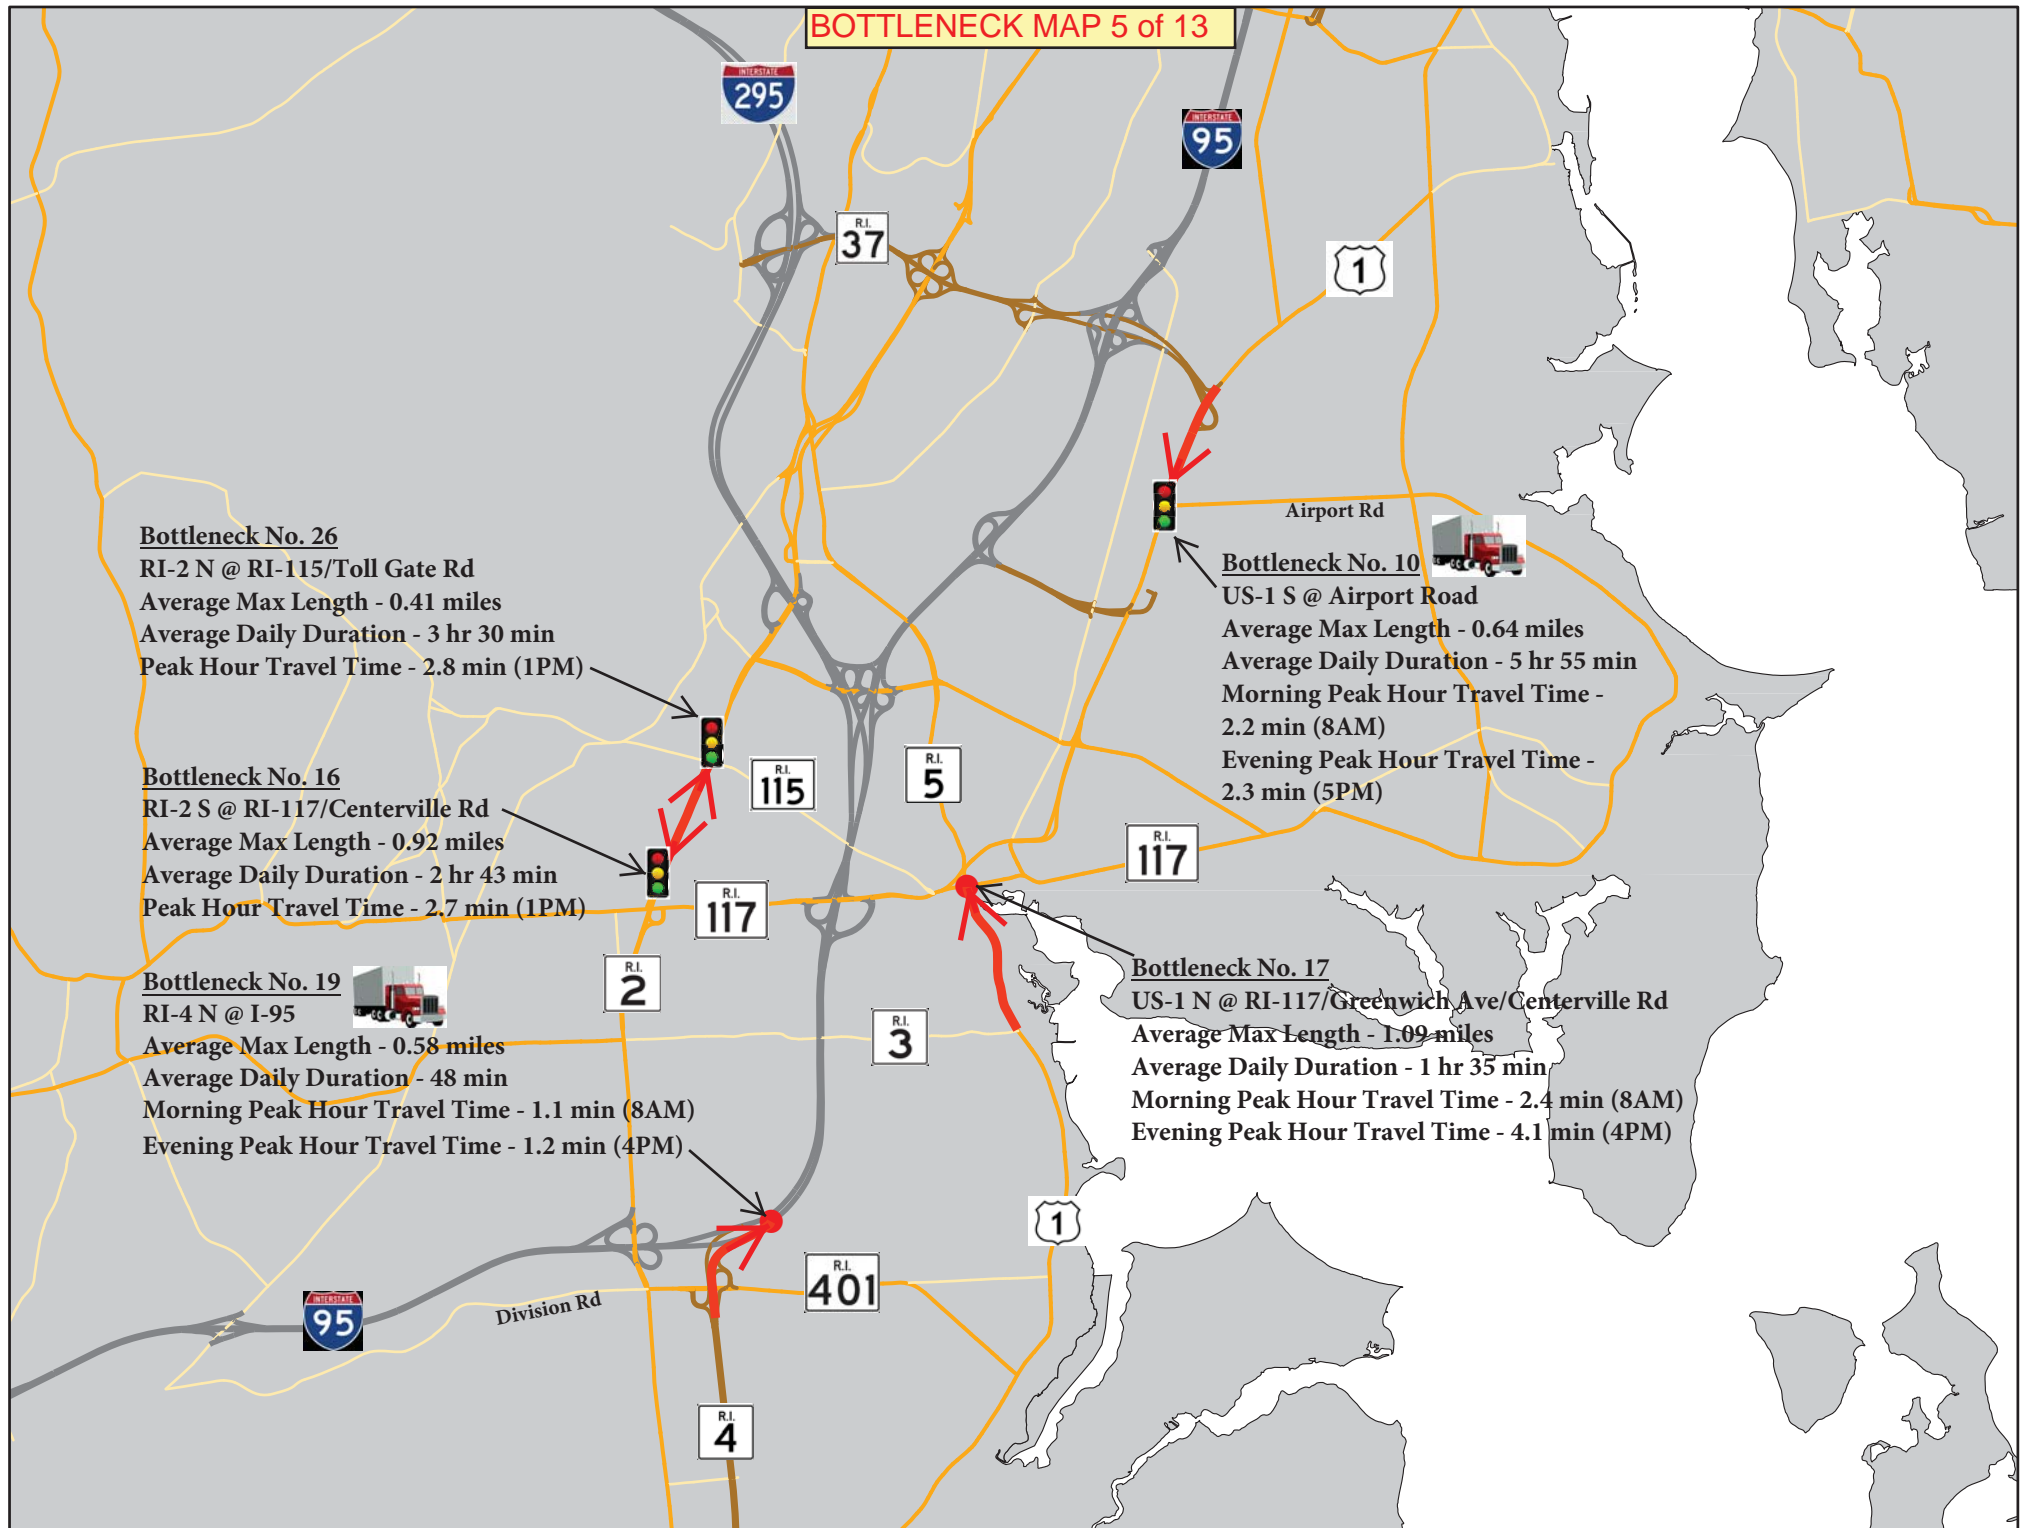 BOTTLENECK MAP 5 of 13
INTERSTATE
295
INTERSTATE
95
R.I.
37
1
Airport Rd
Bottleneck No. 26
RI-2 N @ RI-115/Toll Gate Rd
Average Max Length - 0.41 miles
Average Daily Duration - 3 hr 30 min
Peak Hour Travel Time - 2.8 min (1PM)
Bottleneck No. 10
US-1 S @ Airport Road
Average Max Length - 0.64 miles
Average Daily Duration - 5 hr 55 min
Morning Peak Hour Travel Time -
2.2 min (8AM)
Evening Peak Hour Travel Time -
2.3 min (5PM)
Bottleneck No. 16
RI-2 S @ RI-117/Centerville Rd
Average Max Length - 0.92 miles
Average Daily Duration - 2 hr 43 min
Peak Hour Travel Time - 2.7 min (1PM)
R.I.
115
R.I.
5
R.I.
117
R.I.
117
Bottleneck No. 19
RI-4 N @ I-95
Average Max Length - 0.58 miles
Average Daily Duration - 48 min
Morning Peak Hour Travel Time - 1.1 min (8AM)
Evening Peak Hour Travel Time - 1.2 min (4PM)
R.I.
2
R.I.
3
Bottleneck No. 17
US-1 N @ RI-117/Greenwich Ave/Centerville Rd
Average Max Length - 1.09 miles
Average Daily Duration - 1 hr 35 min
Morning Peak Hour Travel Time - 2.4 min (8AM)
Evening Peak Hour Travel Time - 4.1 min (4PM)
1
R.I.
401
Division Rd
INTERSTATE
95
R.I.
4